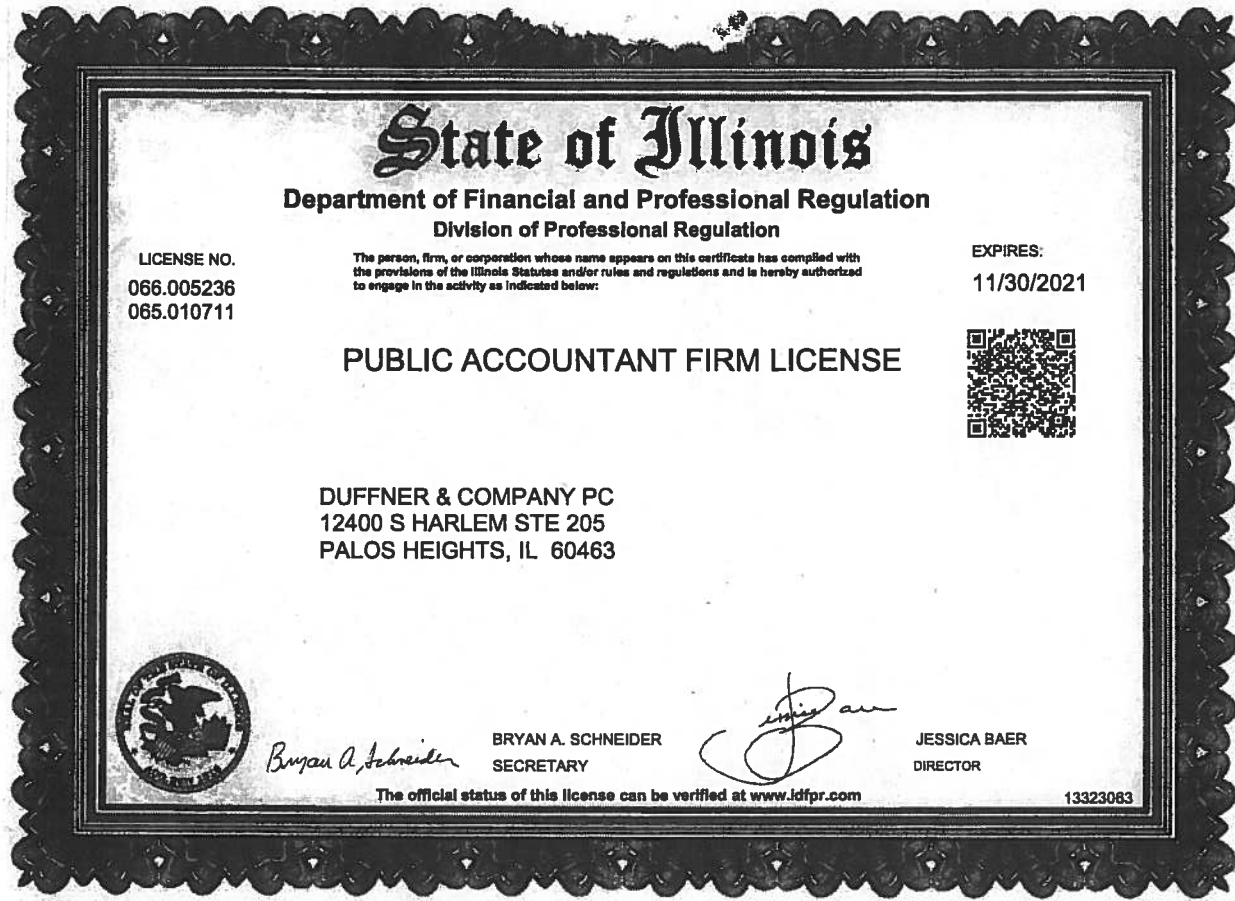 State of Illinois
Department of Financial and Professional Regulation
Division of Professional Regulation
LICENSE NO.
066.005236
065.010711
The person, firm, or corporation whose name appears on this certificate has complied with
the provisions of the Illinois Statutes and/or rules and regulations and is hereby authorized
to engage in the activity as indicated below:
EXPIRES:
11/30/2021
PUBLIC ACCOUNTANT FIRM LICENSE
DUFFNER & COMPANY PC
12400 S HARLEM STE 205
PALOS HEIGHTS, IL 60463
Bryan A. Schneider
BRYAN A. SCHNEIDER
SECRETARY
JESSICA BAER
DIRECTOR
The official status of this license can be verified at www.idfpr.com
13323063